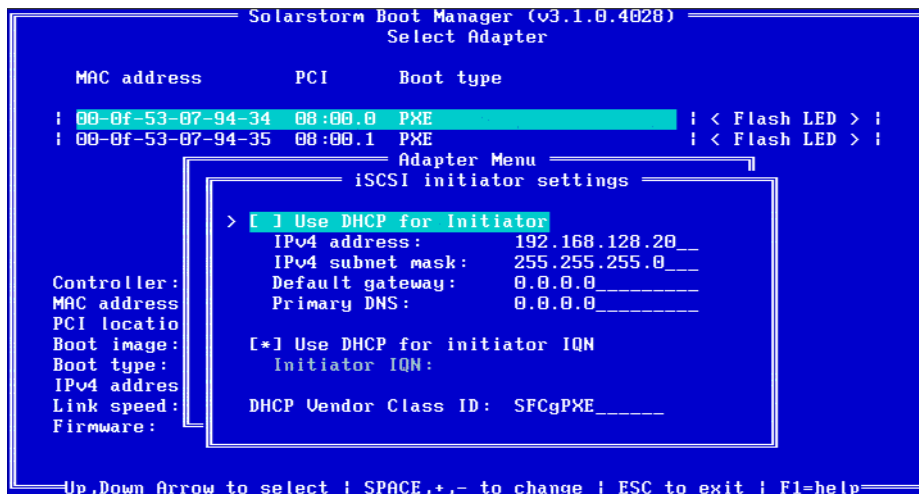 Solarstorm Boot Manager (v3.1.0.4028)
Select Adapter
MAC address PCI Boot type
| 00-0f-53-07-94-34 08:00.0 PXE | < Flash LED > |
| 00-0f-53-07-94-35 08:00.1 PXE | < Flash LED > |
Adapter Menu
iSCSI initiator settings
> [ ] Use DHCP for Initiator
IPv4 address: 192.168.128.20__
IPv4 subnet mask: 255.255.255.0___
Controller: Default gateway: 0.0.0.0_________
MAC address Primary DNS: 0.0.0.0_________
PCI locatio
Boot image: [*] Use DHCP for initiator IQN
Boot type: Initiator IQN:
IPv4 addres
Link speed: DHCP Vendor Class ID: SFCgPXE______
Firmware:
Up,Down Arrow to select | SPACE,+,- to change | ESC to exit | F1=help